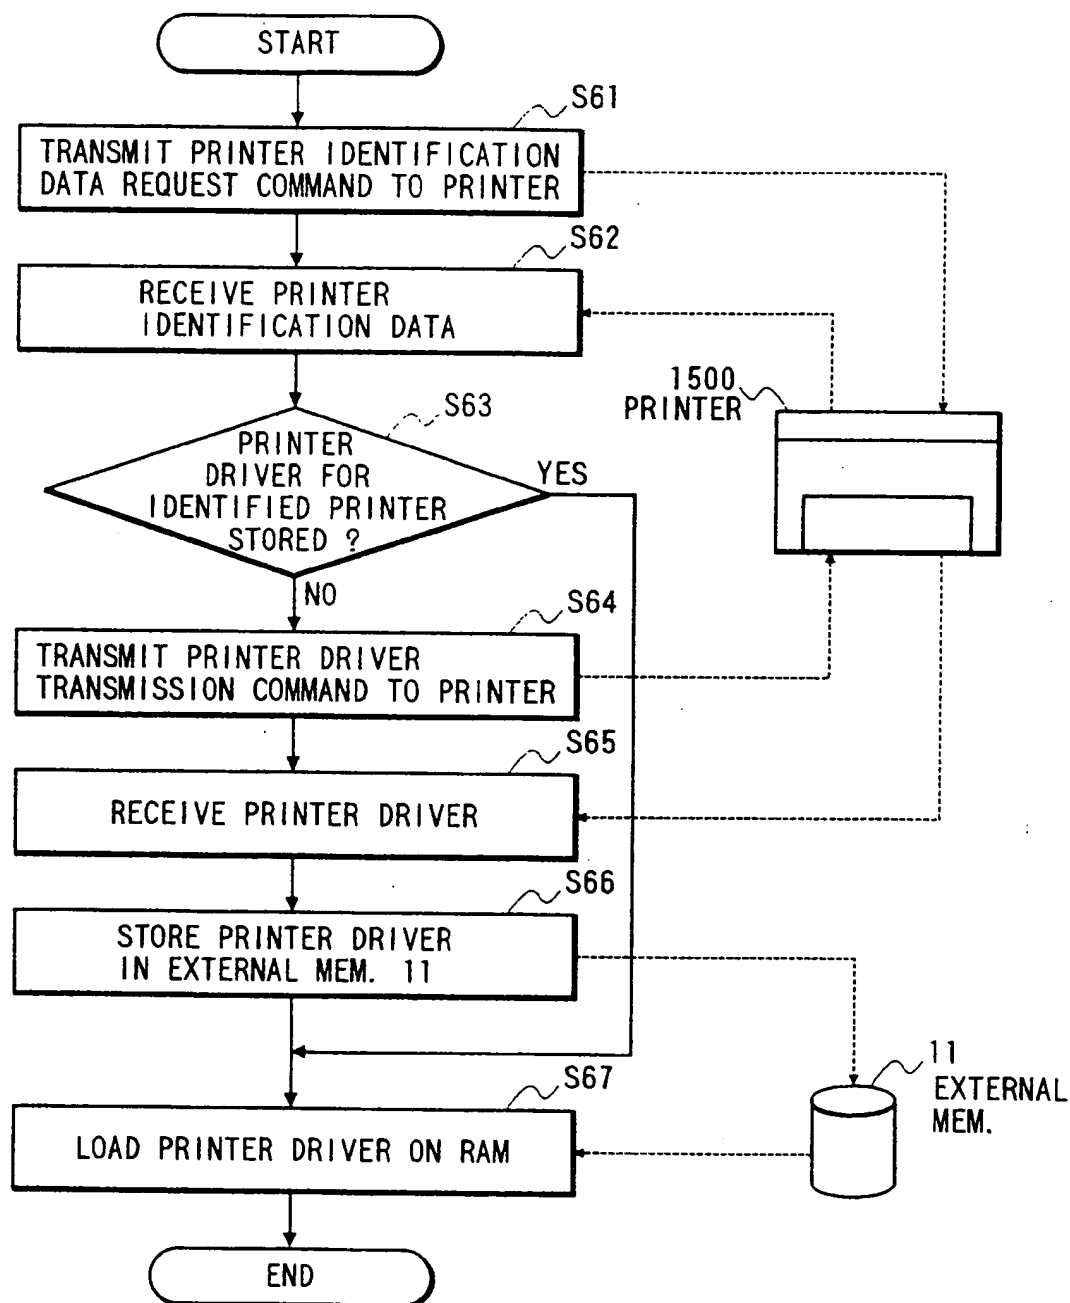 START
S61
TRANSMIT PRINTER IDENTIFICATION
DATA REQUEST COMMAND TO PRINTER
S62
RECEIVE PRINTER
IDENTIFICATION DATA
1500
PRINTER
S63
PRINTER
DRIVER FOR
IDENTIFIED PRINTER
STORED ?
YES
NO
S64
TRANSMIT PRINTER DRIVER
TRANSMISSION COMMAND TO PRINTER
S65
RECEIVE PRINTER DRIVER
S66
STORE PRINTER DRIVER
IN EXTERNAL MEM. 11
11
EXTERNAL
MEM.
S67
LOAD PRINTER DRIVER ON RAM
END